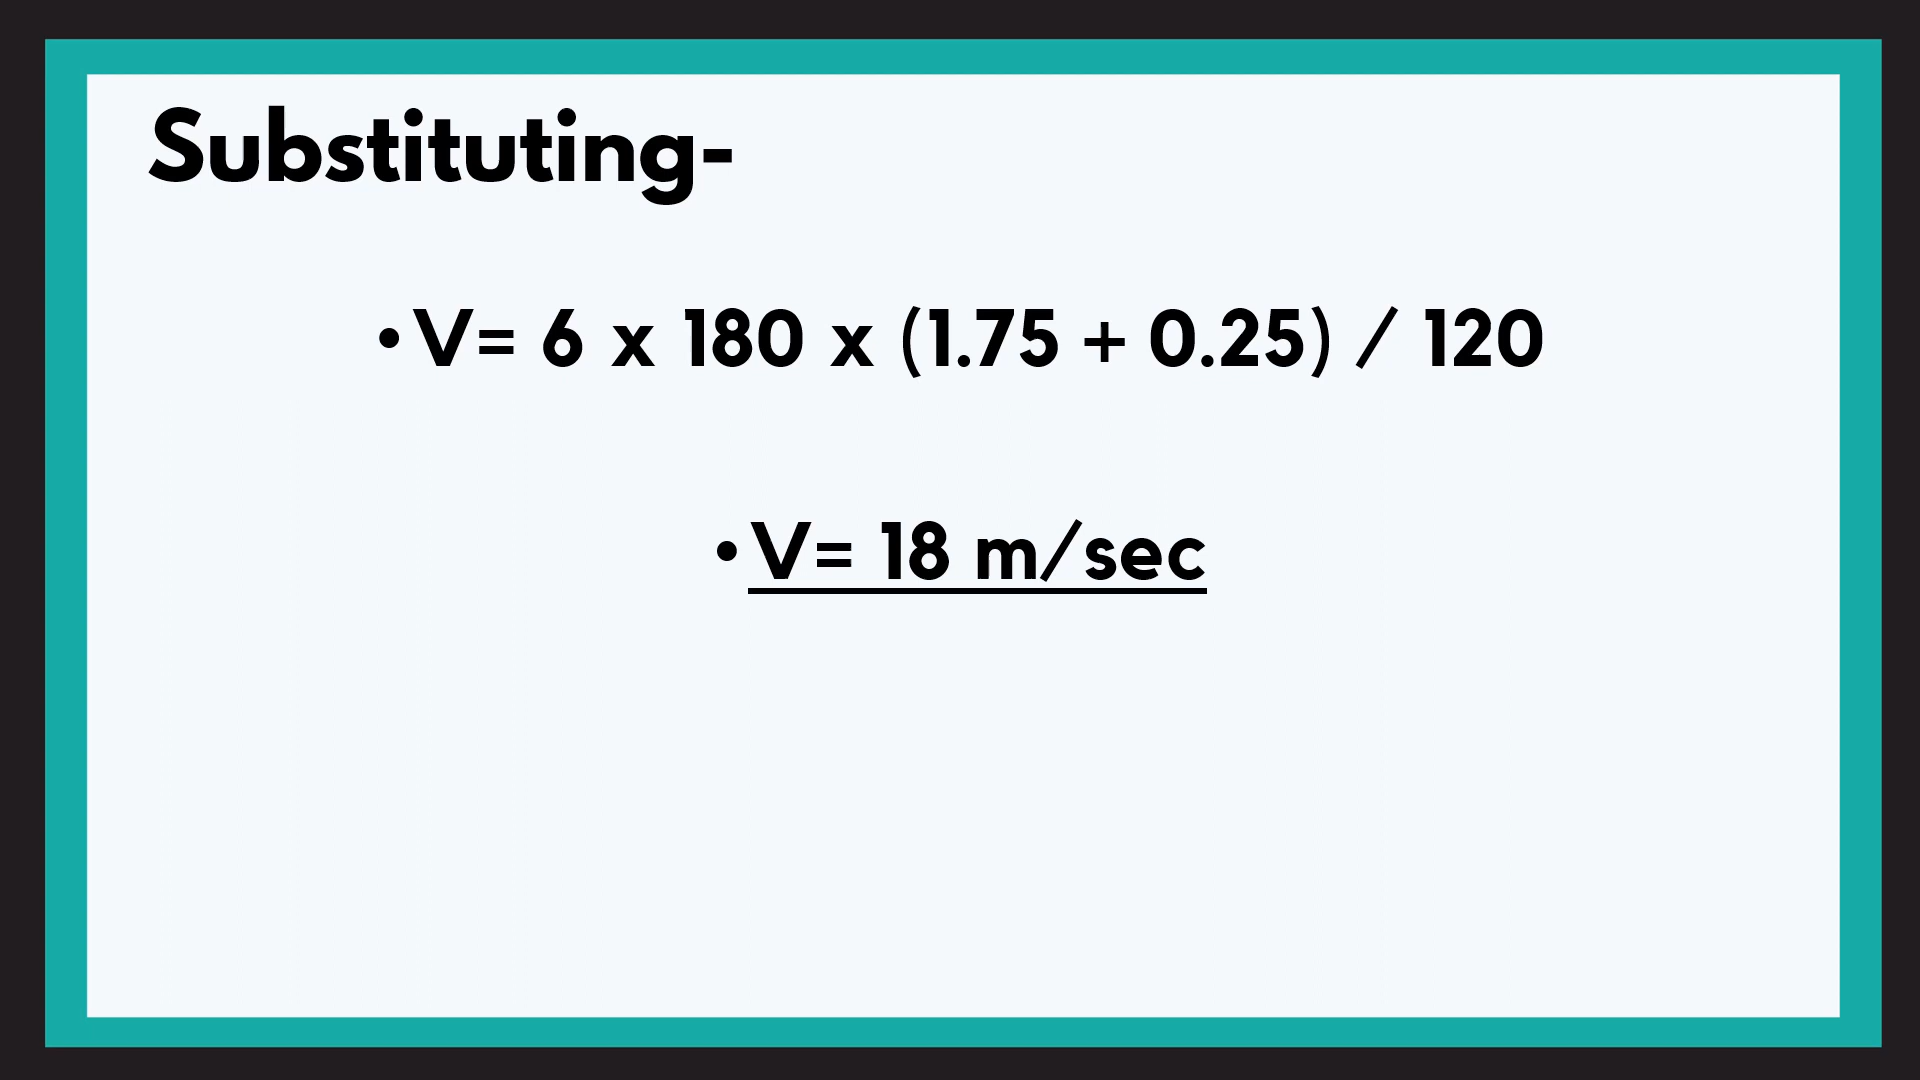 Substituting-
•V= 6 x 180 x (1.75 + 0.25) / 120
•V= 18 m/sec